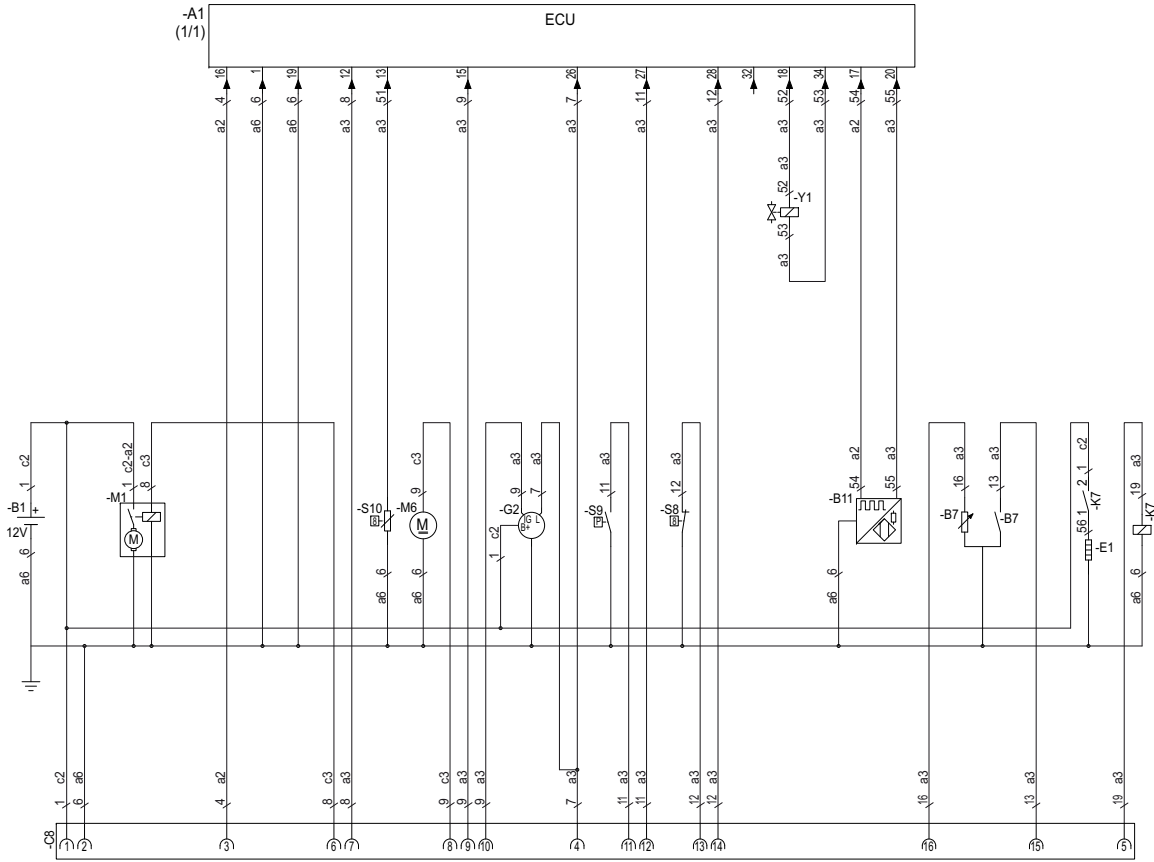 -A1
(1/1)
ECU
16 1 19 12 13 15 26 27 28 32 18 34 17 20
4 6 6 8 51 9 7 11 12 52 53 54 55
a2 a6 a6 a3 a3 a3 a3 a3 a3 a3 a3 a2 a3
a3
52
-Y1
53
a3
c2 c2-a2 c3 c3 a3 a3 a3 a3 a2 a3 a3 a3 c2 a3
1 1 8 9 9 7 11 12 54 55 16 13 1 19
-B1 + -M1 -S10 -M6 -G2 -S9 -S8 -B11 -B7 -B7 2 -K7 -K7
12V M 8 M IG L B+ P 8
c2 1
1 56 -E1
6 6 6 6 6
a6 a6 a6 a6 a6
c2 a6 a2 c3 a3 c3 a3 a3 a3 a3 a3 a3 a3 a3 a3 a3
1 6 4 8 8 9 9 9 7 11 11 12 12 16 13 19
-C8
1 2 3 6 7 8 9 10 4 11 12 13 14 16 15 5